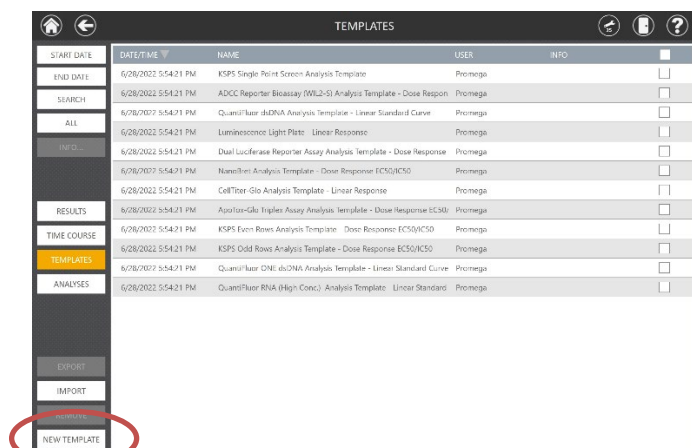 TEMPLATES
START DATE
END DATE
SEARCH
ALL
INFO...
RESULTS
TIME COURSE
TEMPLATES
ANALYSES
EXPORT
IMPORT
REMOVE
NEW TEMPLATE
DATE/TIME NAME USER INFO
6/28/2022 5:54:21 PM KSPS Single Point Screen Analysis Template Promega
6/28/2022 5:54:21 PM ADCC Reporter Bioassay (WIL2-S) Analysis Template - Dose Respon Promega
6/28/2022 5:54:21 PM QuantiFluor dsDNA Analysis Template - Linear Standard Curve Promega
6/28/2022 5:54:21 PM Luminescence Light Plate - Linear Response Promega
6/28/2022 5:54:21 PM Dual Luciferase Reporter Assay Analysis Template - Dose Response Promega
6/28/2022 5:54:21 PM NanoBret Analysis Template - Dose Response EC50/IC50 Promega
6/28/2022 5:54:21 PM CellTiter-Glo Analysis Template - Linear Response Promega
6/28/2022 5:54:21 PM ApoTox-Glo Triplex Assay Analysis Template - Dose Response EC50/ Promega
6/28/2022 5:54:21 PM KSPS Even Rows Analysis Template - Dose Response EC50/IC50 Promega
6/28/2022 5:54:21 PM KSPS Odd Rows Analysis Template - Dose Response EC50/IC50 Promega
6/28/2022 5:54:21 PM QuantiFluor ONE dsDNA Analysis Template - Linear Standard Curve Promega
6/28/2022 5:54:21 PM QuantiFluor RNA (High Conc.) Analysis Template - Linear Standard Promega